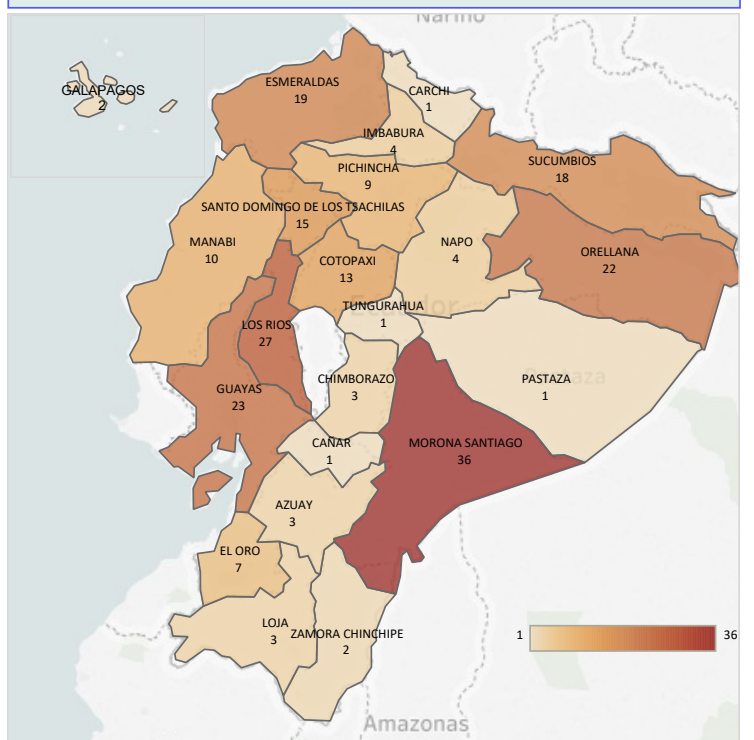 Nariño
GALAPAGOS
2
ESMERALDAS
19
CARCHI
1
IMBABURA
4
PICHINCHA
9
SUCUMBIOS
18
SANTO DOMINGO DE LOS TSACHILAS
15
MANABI
10
NAPO
4
ORELLANA
22
COTOPAXI
13
TUNGURAHUA
1
Ecuador
LOS RIOS
27
CHIMBORAZO
3
PASTAZA
1
Pastaza
GUAYAS
23
CAÑAR
1
MORONA SANTIAGO
36
AZUAY
3
EL ORO
7
LOJA
3
ZAMORA CHINCHIPE
2
1
36
Amazonas